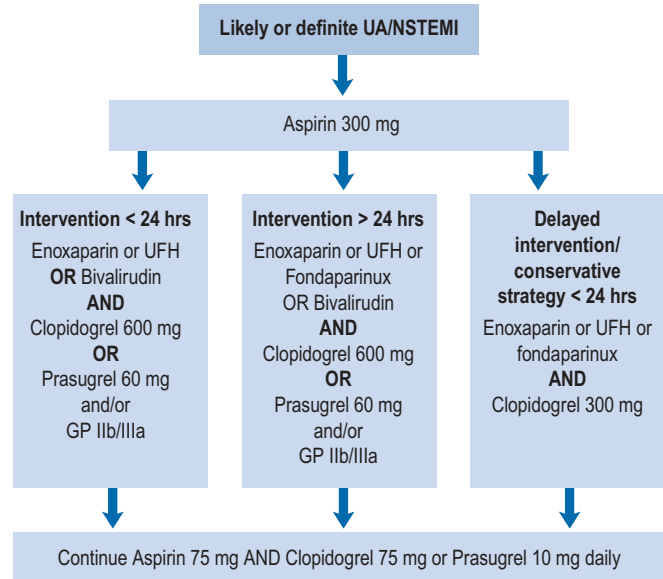 Likely or definite UA/NSTEMI
Aspirin 300 mg
Intervention < 24 hrs
Enoxaparin or UFH
OR Bivalirudin
AND
Clopidogrel 600 mg
OR
Prasugrel 60 mg
and/or
GP IIb/IIIa
Intervention > 24 hrs
Enoxaparin or UFH or
Fondaparinux
OR Bivalirudin
AND
Clopidogrel 600 mg
OR
Prasugrel 60 mg
and/or
GP IIb/IIIa
Delayed
intervention/
conservative
strategy < 24 hrs
Enoxaparin or UFH or
fondaparinux
AND
Clopidogrel 300 mg
Continue Aspirin 75 mg AND Clopidogrel 75 mg or Prasugrel 10 mg daily